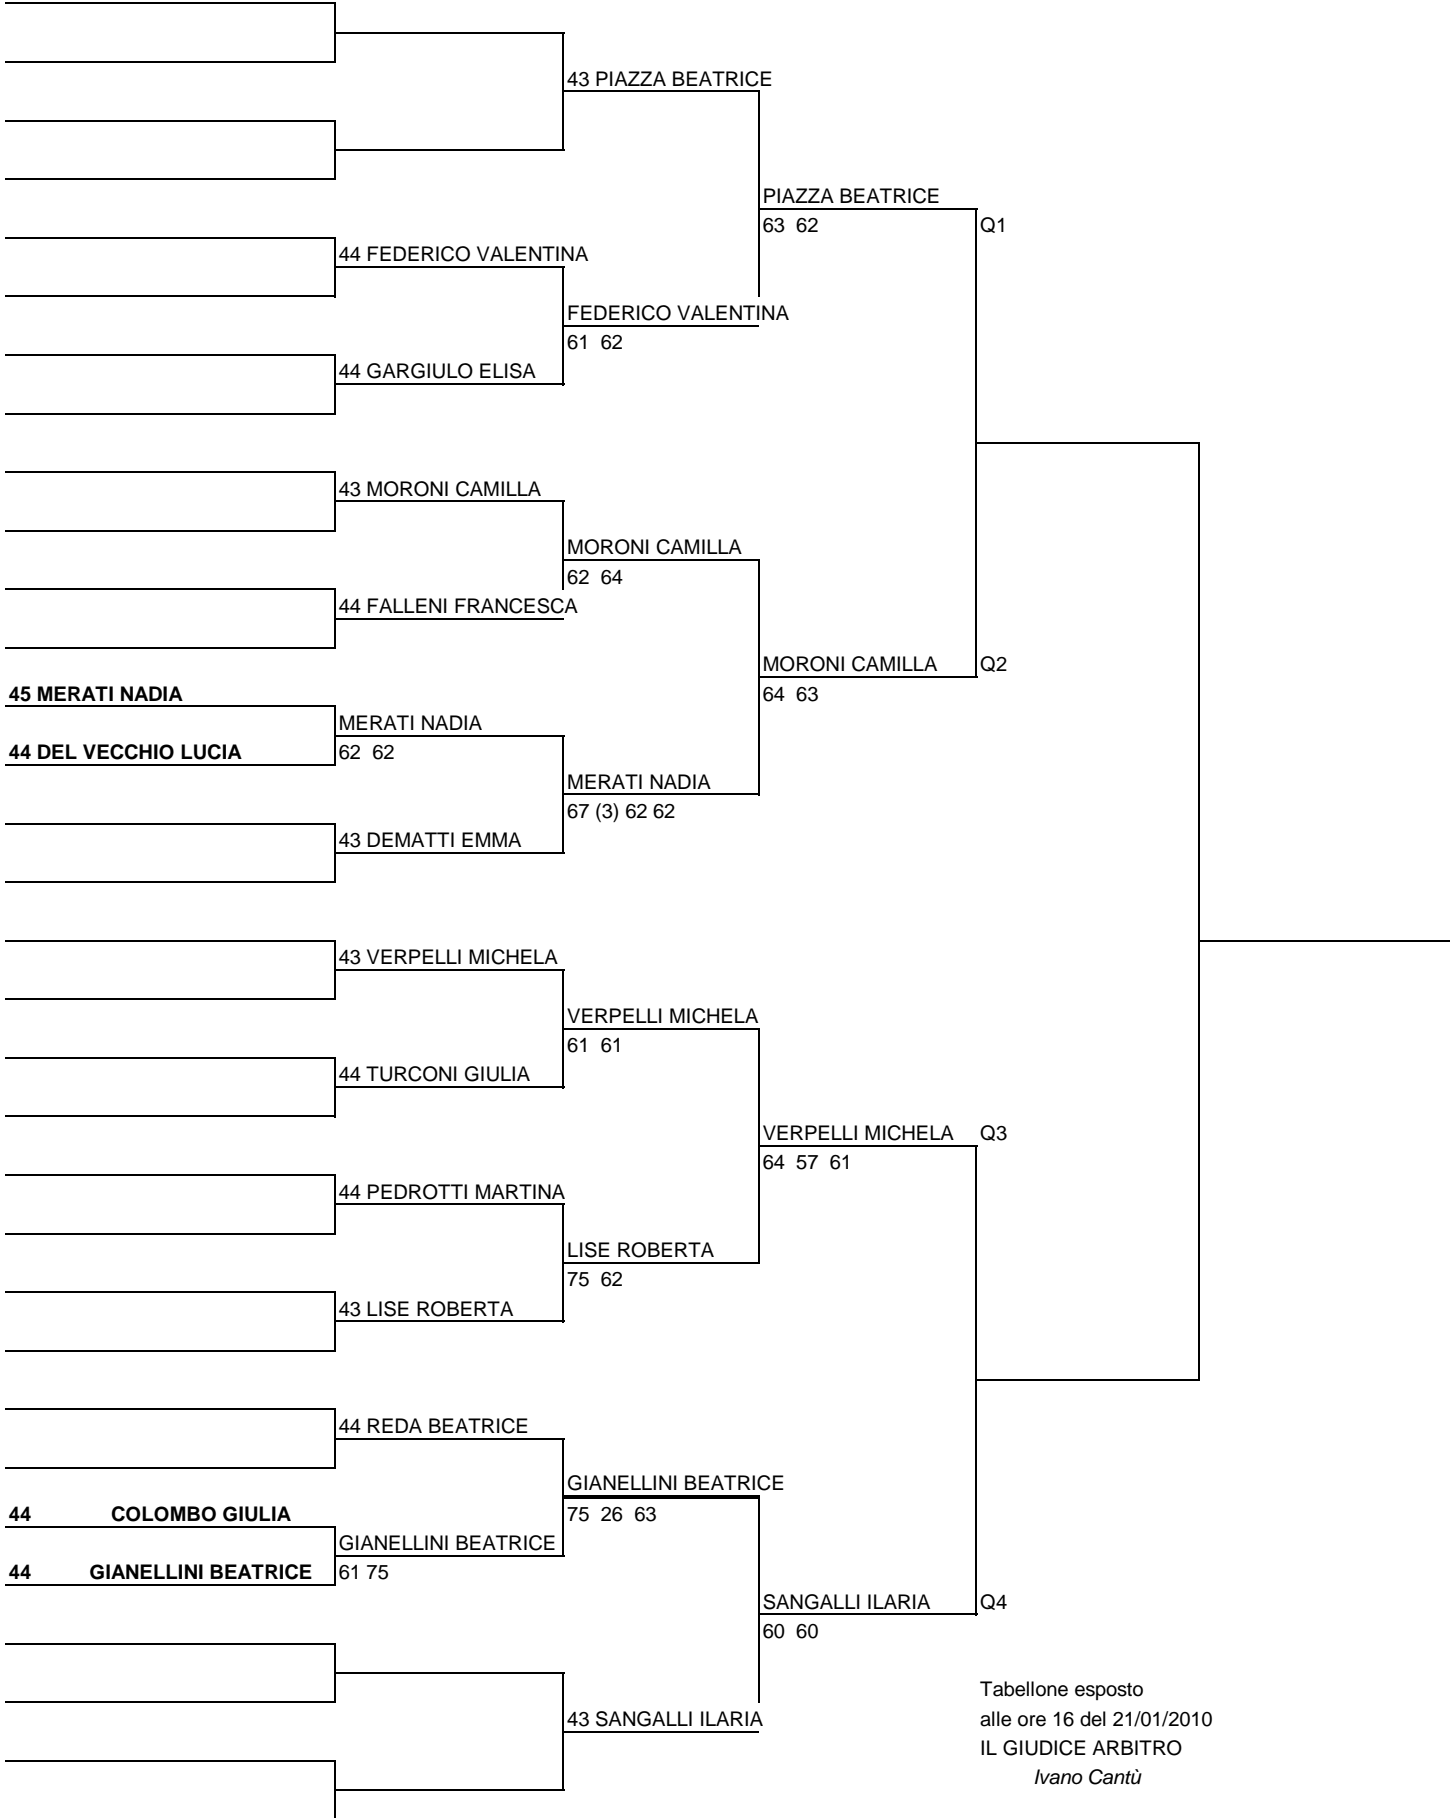 43 PIAZZA BEATRICE
PIAZZA BEATRICE
63 62 Q1
44 FEDERICO VALENTINA
FEDERICO VALENTINA
61 62
44 GARGIULO ELISA
43 MORONI CAMILLA
MORONI CAMILLA
62 64
44 FALLENI FRANCESCA
MORONI CAMILLA Q2
64 63
45 MERATI NADIA
MERATI NADIA
44 DEL VECCHIO LUCIA 62 62
MERATI NADIA
67 (3) 62 62
43 DEMATTI EMMA
43 VERPELLI MICHELA
VERPELLI MICHELA
61 61
44 TURCONI GIULIA
VERPELLI MICHELA Q3
64 57 61
44 PEDROTTI MARTINA
LISE ROBERTA
75 62
43 LISE ROBERTA
44 REDA BEATRICE
GIANELLINI BEATRICE
44 COLOMBO GIULIA 75 26 63
GIANELLINI BEATRICE
44 GIANELLINI BEATRICE 61 75
SANGALLI ILARIA Q4
60 60
43 SANGALLI ILARIA
Tabellone esposto
alle ore 16 del 21/01/2010
IL GIUDICE ARBITRO
Ivano Cantù